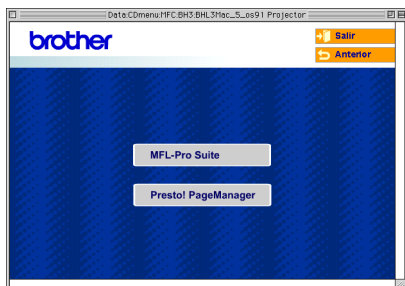 Data:CDmenu:MFC:BH3:BHL3Mac_5_os91 Projector
brother
Salir
Anterior
MFL-Pro Suite
Presto! PageManager